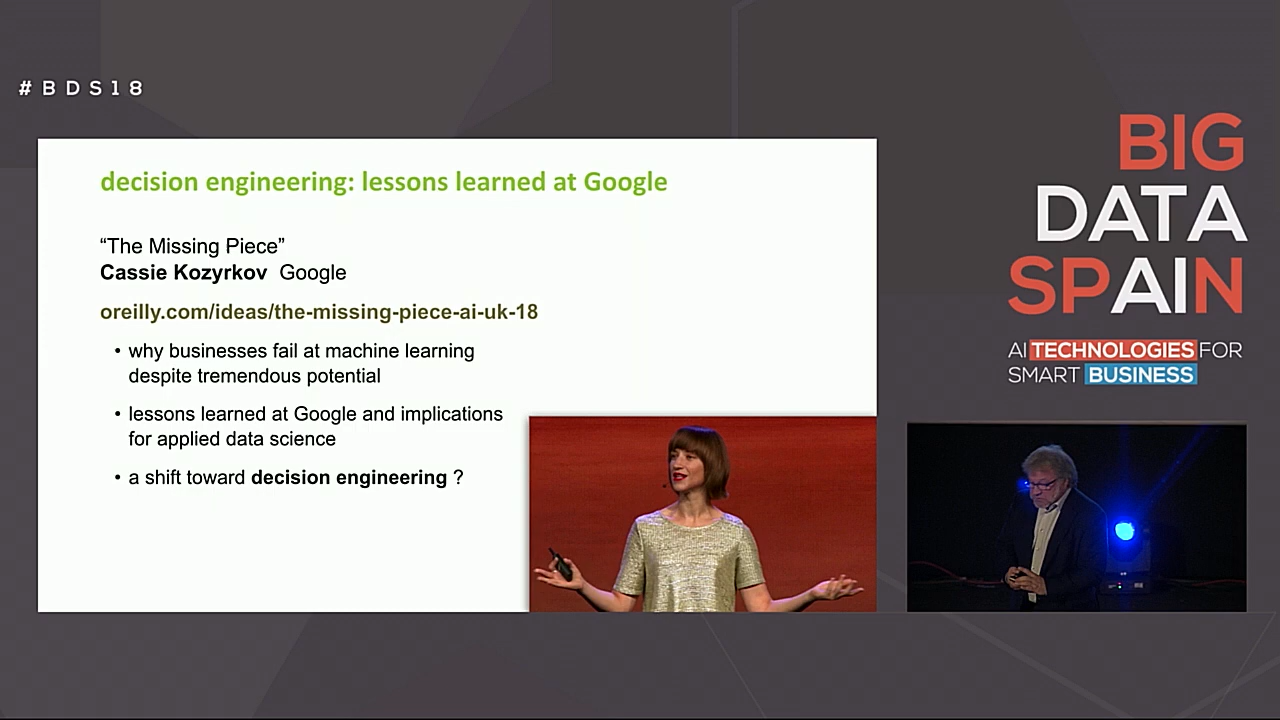 #BDS18
decision engineering: lessons learned at Google
“The Missing Piece”
Cassie Kozyrkov Google
oreilly.com/ideas/the-missing-piece-ai-uk-18
• why businesses fail at machine learning
despite tremendous potential
• lessons learned at Google and implications
for applied data science
• a shift toward decision engineering ?
BIG
DATA
SPAIN
AI TECHNOLOGIES FOR
SMART BUSINESS